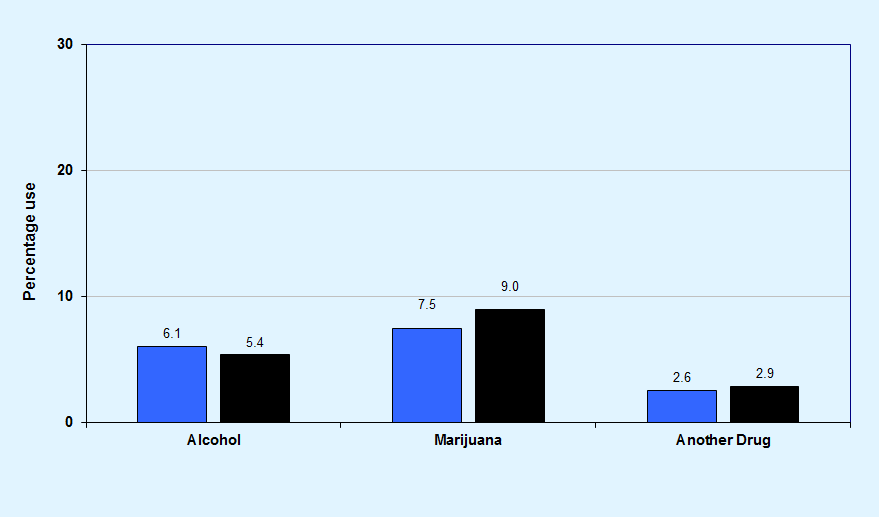 30
20
10
0
Percentage use
6.1
5.4
7.5
9.0
2.6
2.9
Alcohol
Marijuana
Another Drug